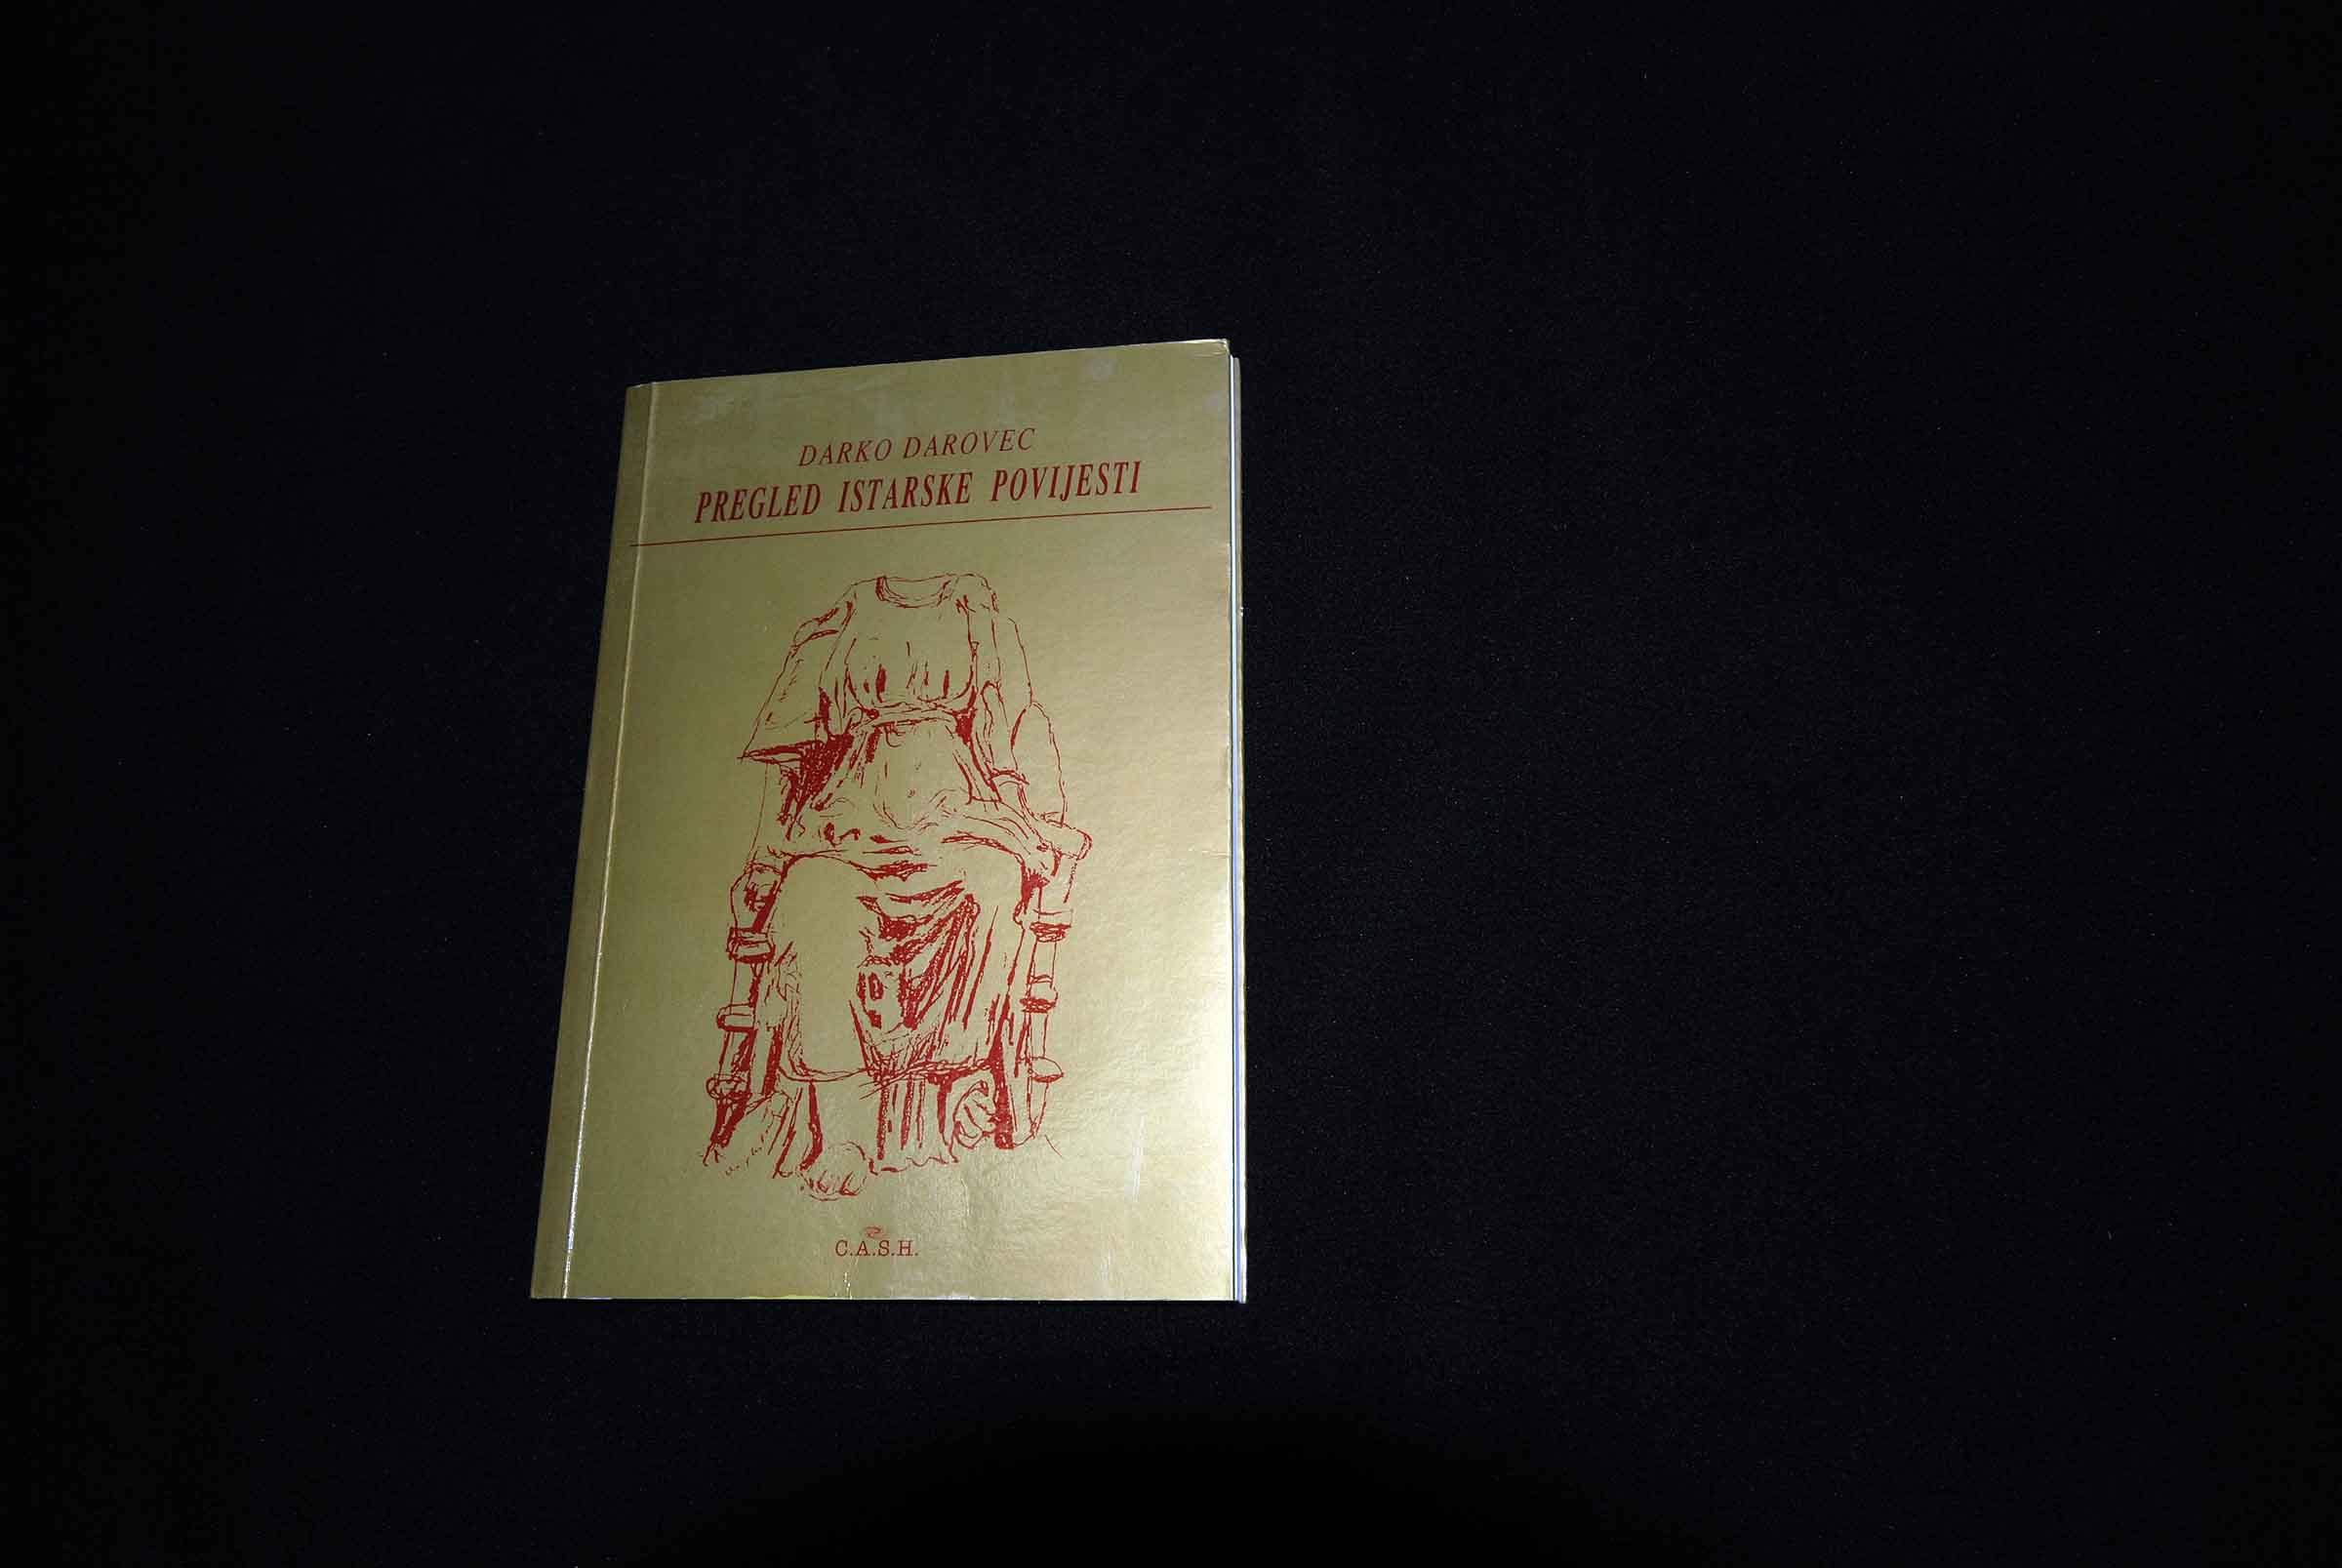 DARKO DAROVEC
PREGLED ISTARSKE POVIJESTI
C.A.S.H.